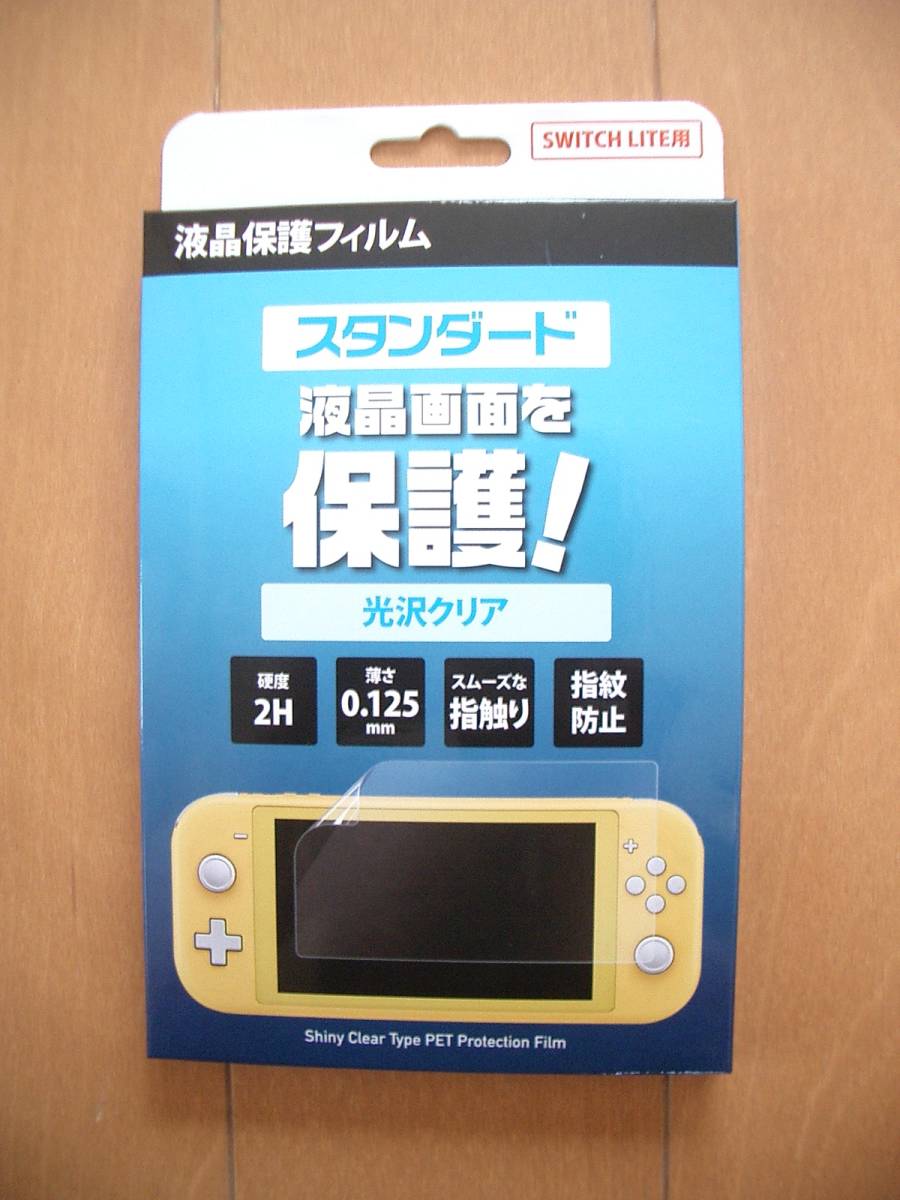 SWITCH LITE用
液晶保護フィルム
スタンダード
液晶画面を
保護!
光沢クリア
硬度
2H
薄さ
0.125
mm
スムーズな
指触り
指紋
防止
Shiny Clear Type PET Protection Film